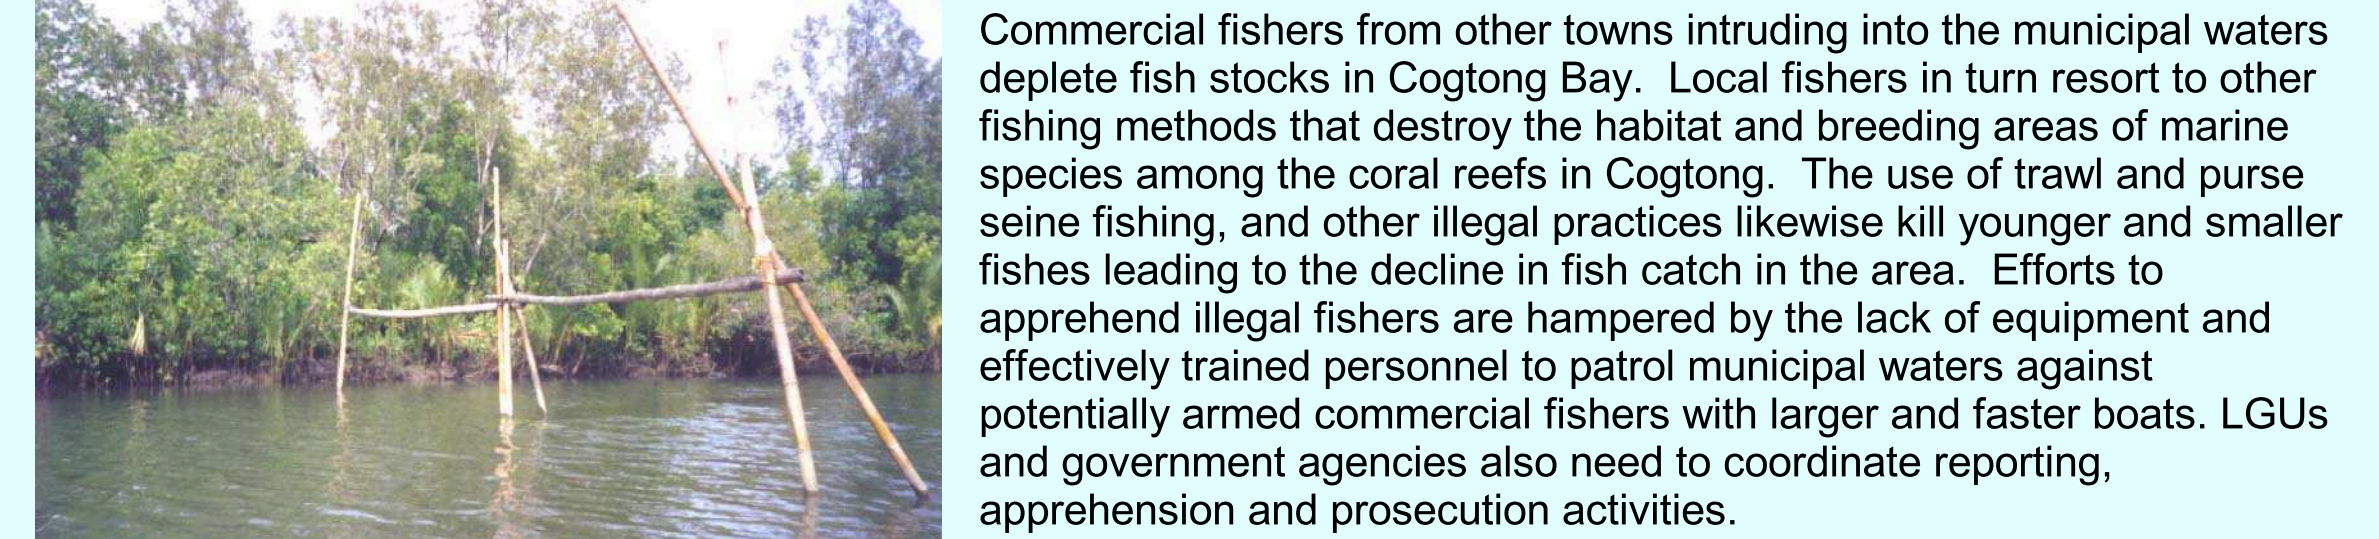 Commercial fishers from other towns intruding into the municipal waters
deplete fish stocks in Cogtong Bay.  Local fishers in turn resort to other
fishing methods that destroy the habitat and breeding areas of marine
species among the coral reefs in Cogtong.  The use of trawl and purse
seine fishing, and other illegal practices likewise kill younger and smaller
fishes leading to the decline in fish catch in the area.  Efforts to
apprehend illegal fishers are hampered by the lack of equipment and
effectively trained personnel to patrol municipal waters against
potentially armed commercial fishers with larger and faster boats. LGUs
and government agencies also need to coordinate reporting,
apprehension and prosecution activities.